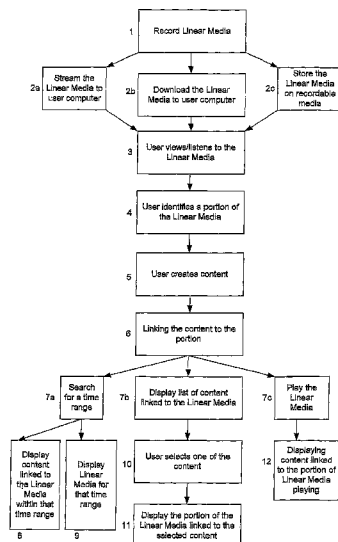 1
Record Linear Media
2a
Stream the
Linear Media to
user computer
2b
Download the Linear
Media to user computer
2c
Store the
Linear Media
on recordable
media
3
User views/listens to the
Linear Media
4
User identifies a portion of
the Linear Media
5
User creates content
6
Linking the content to the
portion
7a
Search
for a time
range
7b
Display list of content
linked to the Linear Media
7c
Play the
Linear
Media
Display
content
linked to
the Linear
Media within
that time
range
8
Display
Linear
Media for
that time
range
9
10
User selects one of the
content
12
Displaying
content linked
to the portion of
Linear Media
playing
11
Display the portion of the
Linear Media linked to the
selected content